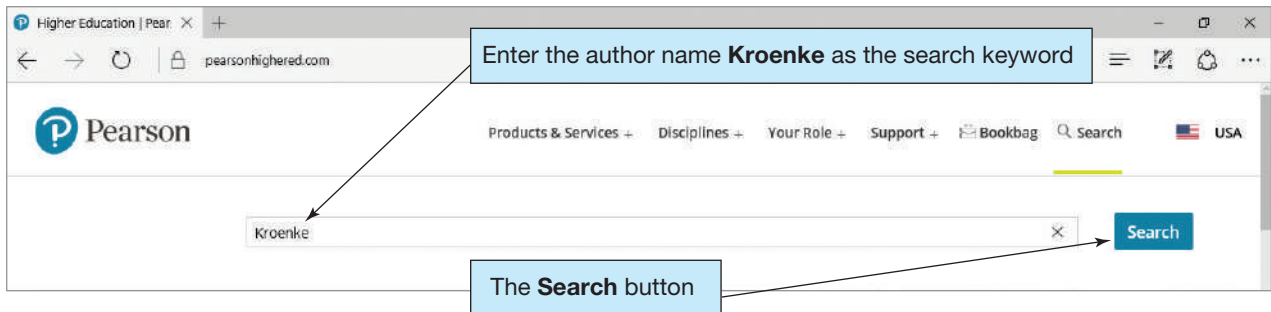 Higher Education | Pear
pearsonhighered.com
Enter the author name Kroenke as the search keyword
Pearson
Products & Services +
Disciplines +
Your Role +
Support +
Bookbag
Search
USA
Kroenke
Search
The Search button